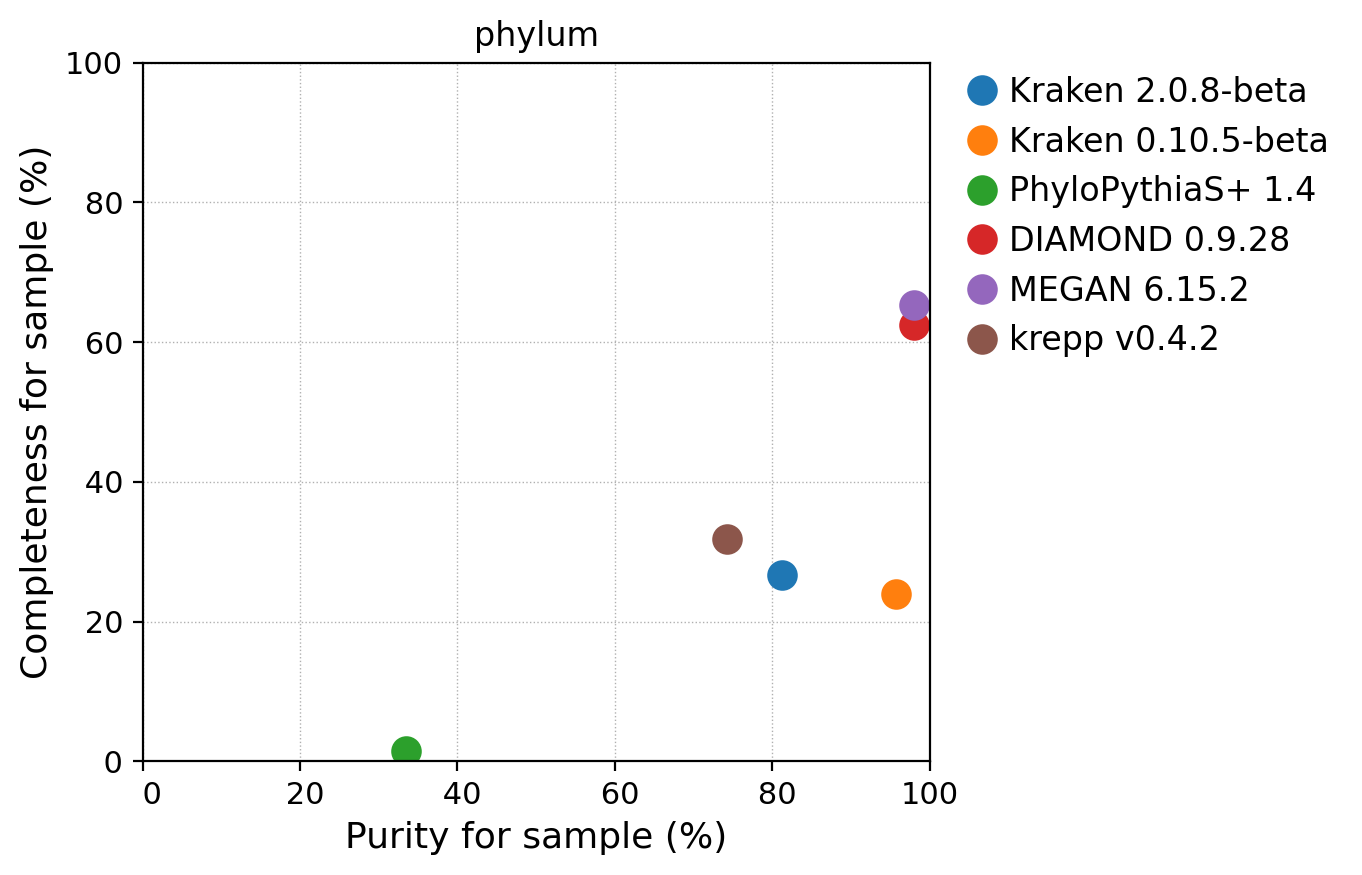 phylum
100
80
60
40
20
0
Completeness for sample (%)
0 20 40 60 80 100
Purity for sample (%)
Kraken 2.0.8-beta
Kraken 0.10.5-beta
PhyloPythiaS+ 1.4
DIAMOND 0.9.28
MEGAN 6.15.2
krepp v0.4.2